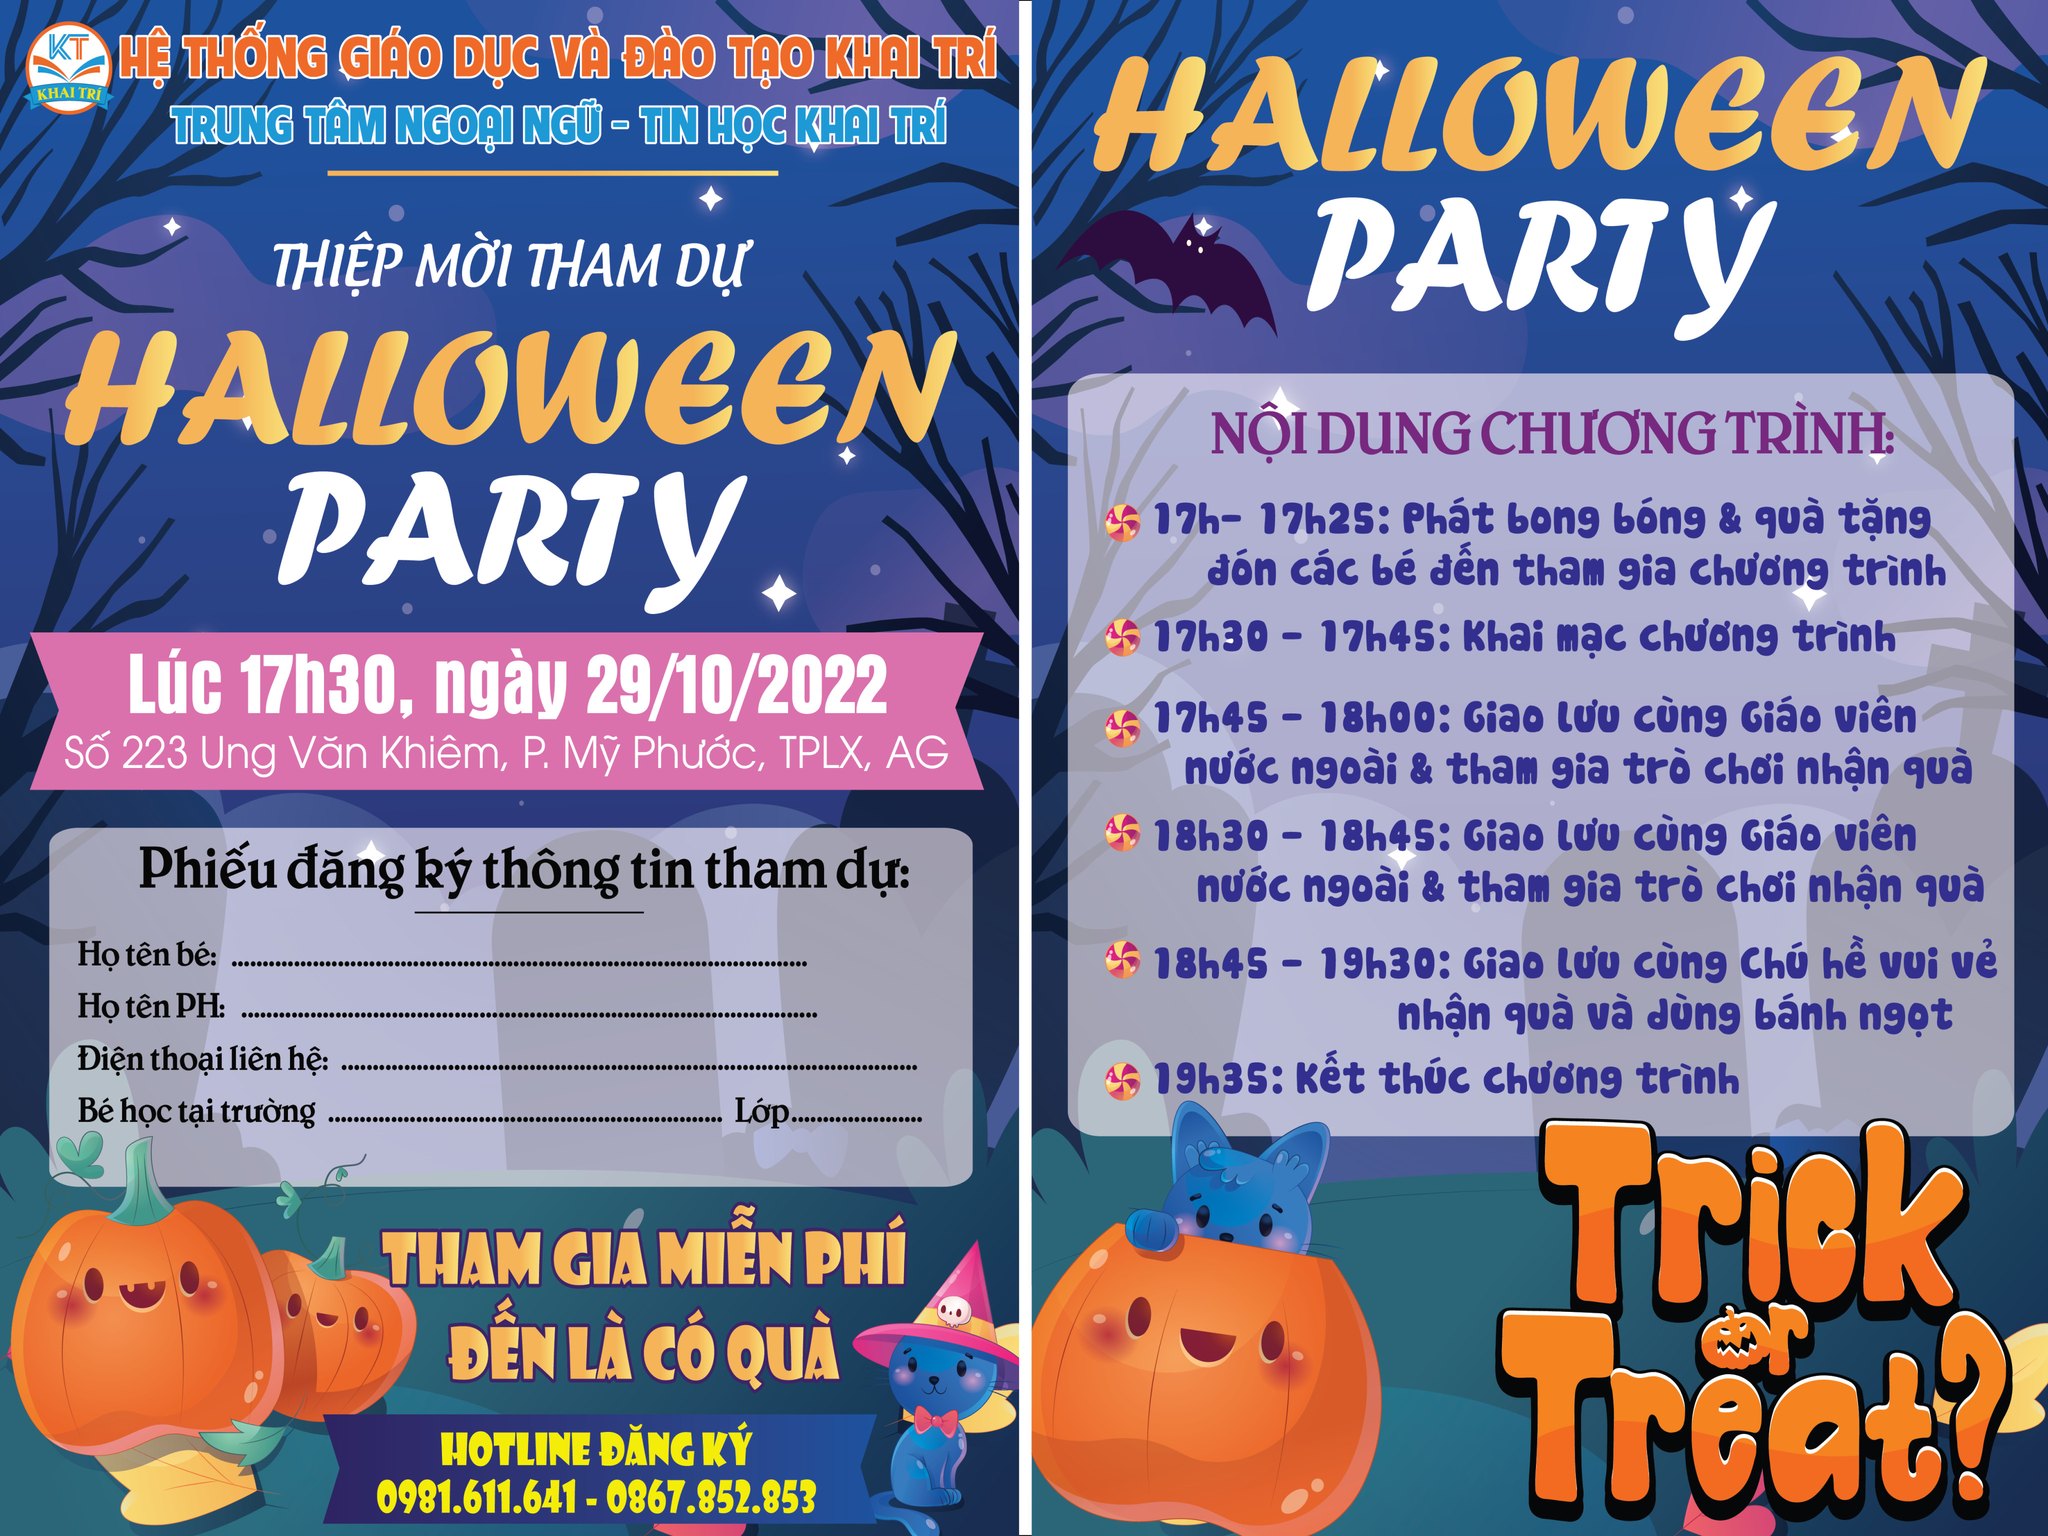 KT
KHAI TRÍ
HỆ THỐNG GIÁO DỤC VÀ ĐÀO TẠO KHAI TRÍ
TRUNG TÂM NGOẠI NGỮ - TIN HỌC KHAI TRÍ
THIỆP MỜI THAM DỰ
HALLOWEEN
PARTY
Lúc 17h30, ngày 29/10/2022
Số 223 Ung Văn Khiêm, P. Mỹ Phước, TPLX, AG
Phiếu đăng ký thông tin tham dự:
Họ tên bé: ........................................
Họ tên PH: ........................................
Điện thoại liên hệ: ........................................
Bé học tại trường ........................................ Lớp....................
THAM GIA MIỄN PHÍ
ĐẾN LÀ CÓ QUÀ
HOTLINE ĐĂNG KÝ
0981.611.641 - 0867.852.853
HALLOWEEN
PARTY
NỘI DUNG CHƯƠNG TRÌNH:
17h- 17h25: Phát bong bóng & quà tặng
đón các bé đến tham gia chương trình
17h30 - 17h45: Khai mạc chương trình
17h45 - 18h00: Giao lưu cùng Giáo viên
nước ngoài & tham gia trò chơi nhận quà
18h30 - 18h45: Giao lưu cùng Giáo viên
nước ngoài & tham gia trò chơi nhận quà
18h45 - 19h30: Giao lưu cùng Chú hề vui vẻ
nhận quà và dùng bánh ngọt
19h35: Kết thúc chương trình
Trick
or
Treat?